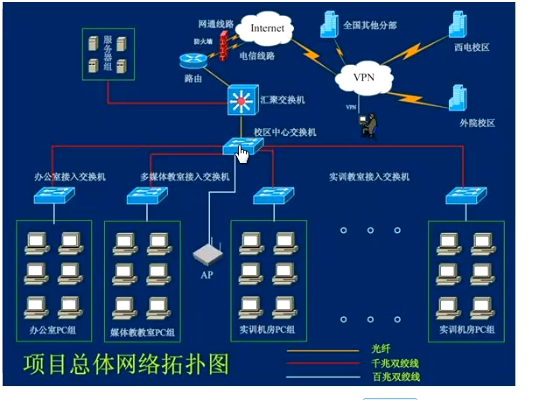 网通线路
Internet
全国其他分部
西电校区
服务器组
防火墙
电信线路
路由
VPN
汇聚交换机
VPN
外院校区
校区中心交换机
办公室接入交换机
多媒体教室接入交换机
实训教室接入交换机
AP
办公室PC组
媒体教教室PC组
实训机房PC组
实训机房PC组
项目总体网络拓扑图
光纤
千兆双绞线
百兆双绞线